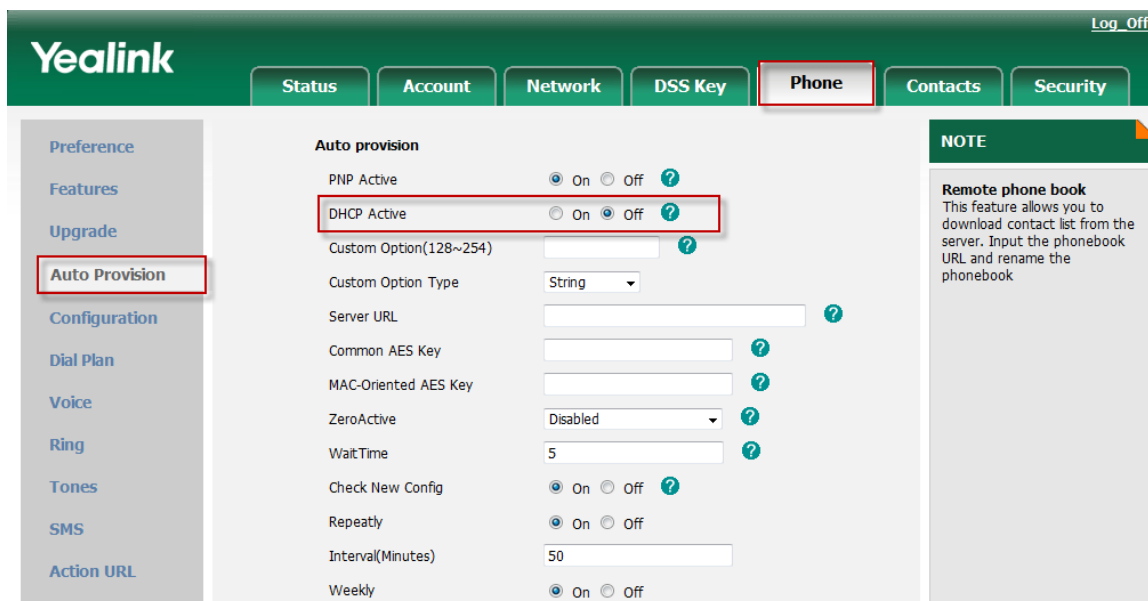 Log_Off
Yealink
Status Account Network DSS Key Phone Contacts Security
Preference
Features
Upgrade
Auto Provision
Configuration
Dial Plan
Voice
Ring
Tones
SMS
Action URL
Auto provision
PNP Active On Off ?
DHCP Active On Off ?
Custom Option(128~254) ?
Custom Option Type String
Server URL ?
Common AES Key ?
MAC-Oriented AES Key ?
ZeroActive Disabled ?
WaitTime 5 ?
Check New Config On Off ?
Repeatly On Off
Interval(Minutes) 50
Weekly On Off
NOTE
Remote phone book
This feature allows you to
download contact list from the
server. Input the phonebook
URL and rename the
phonebook